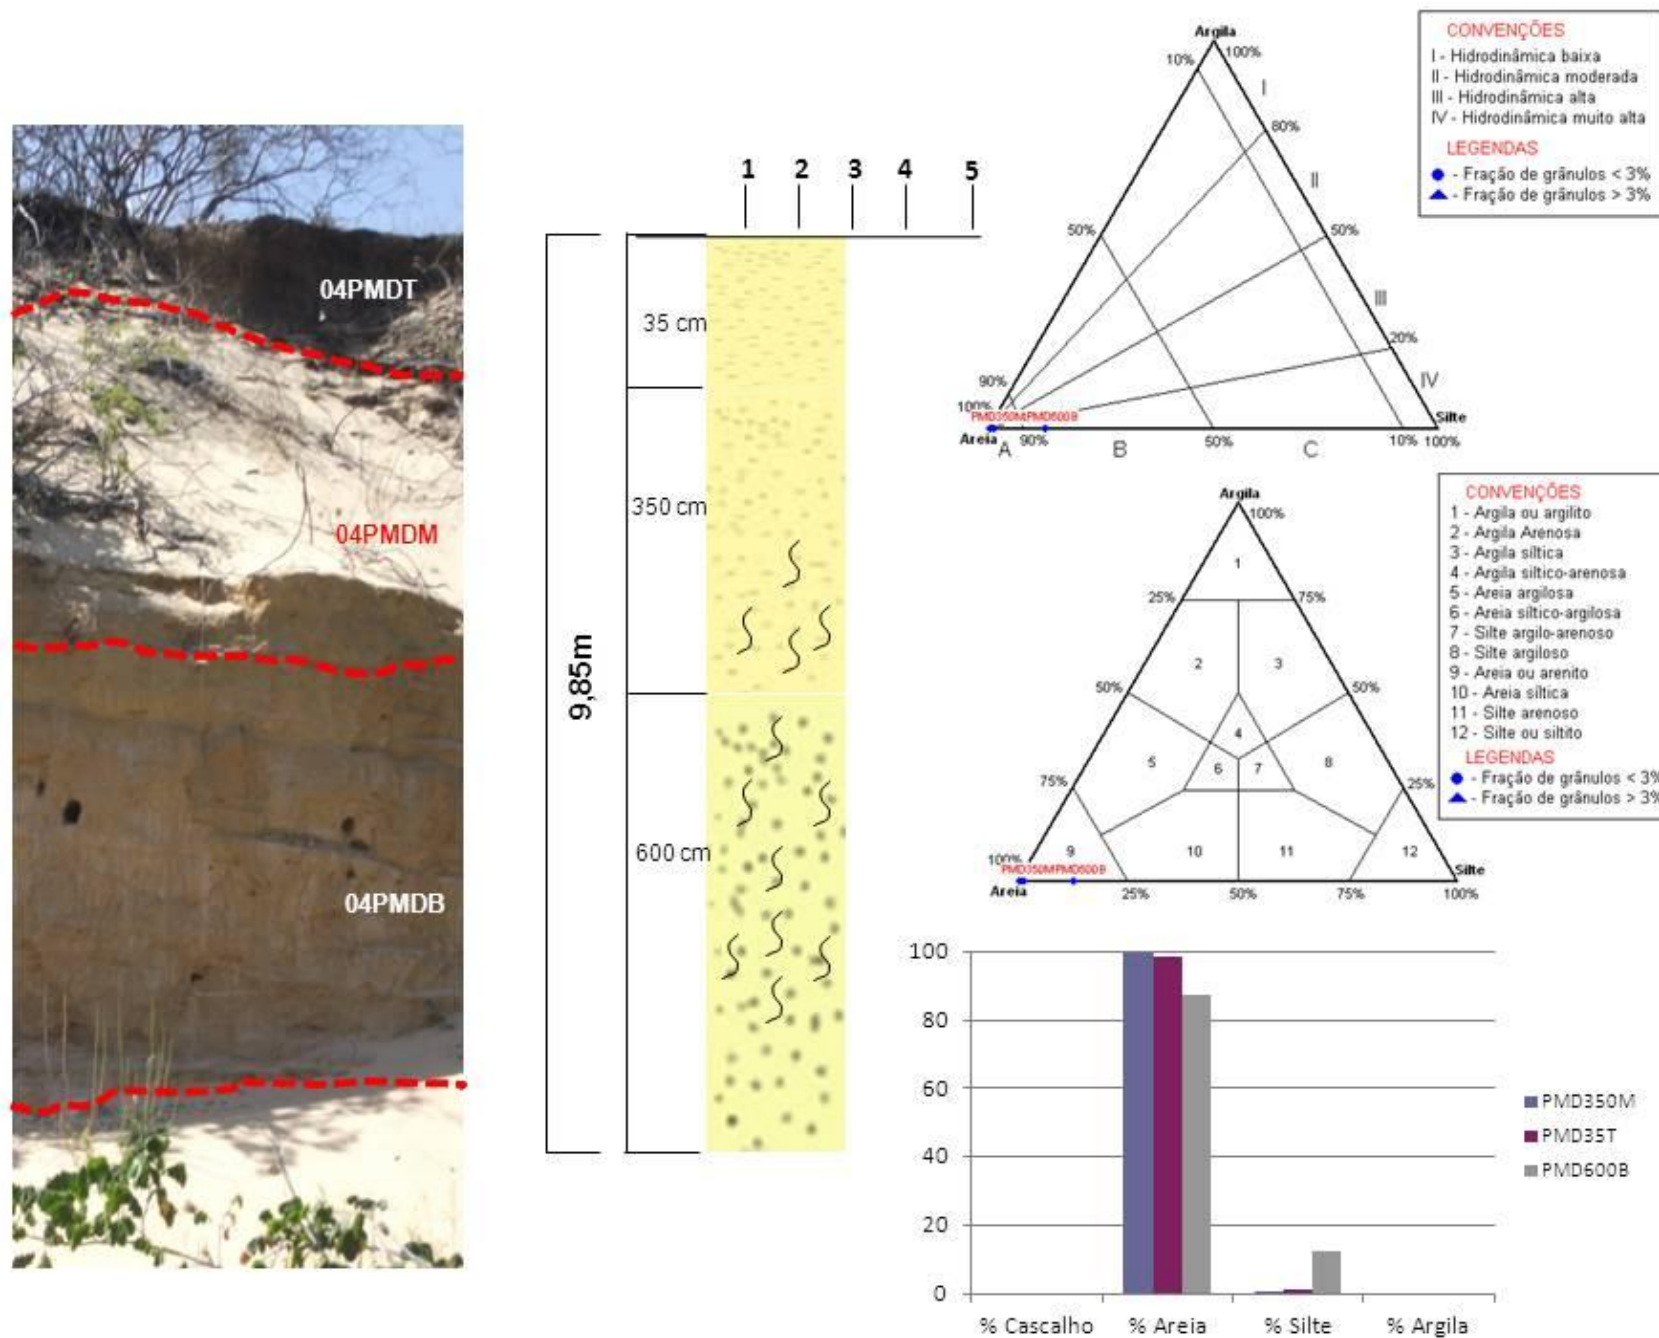 04PMDT
04PMDM
04PMDB
1 2 3 4 5
9,85m
35 cm
350 cm
600 cm
Argila
100%
10%
I
80%
II
50%
50%
III
20%
90%
IV
100%
PMD350MPMD600B
Silte
Areia
90%
50%
10%
100%
A
B
C
CONVENÇÕES
I - Hidrodinâmica baixa
II - Hidrodinâmica moderada
III - Hidrodinâmica alta
IV - Hidrodinâmica muito alta
LEGENDAS
- Fração de grânulos < 3%
- Fração de grânulos > 3%
Argila
100%
1
25%
75%
2
3
50%
50%
4
5
6
7
8
75%
25%
9
10
11
12
100%
PMD350MPMD600B
Silte
Areia
25%
50%
75%
100%
CONVENÇÕES
1 - Argila ou argilito
2 - Argila Arenosa
3 - Argila síltica
4 - Argila síltico-arenosa
5 - Areia argilosa
6 - Areia síltico-argilosa
7 - Silte argilo-arenoso
8 - Silte argiloso
9 - Areia ou arenito
10 - Areia síltica
11 - Silte arenoso
12 - Silte ou siltito
LEGENDAS
- Fração de grânulos < 3%
- Fração de grânulos > 3%
100
80
60
40
20
0
% Cascalho
% Areia
% Silte
% Argila
PMD350M
PMD35T
PMD600B